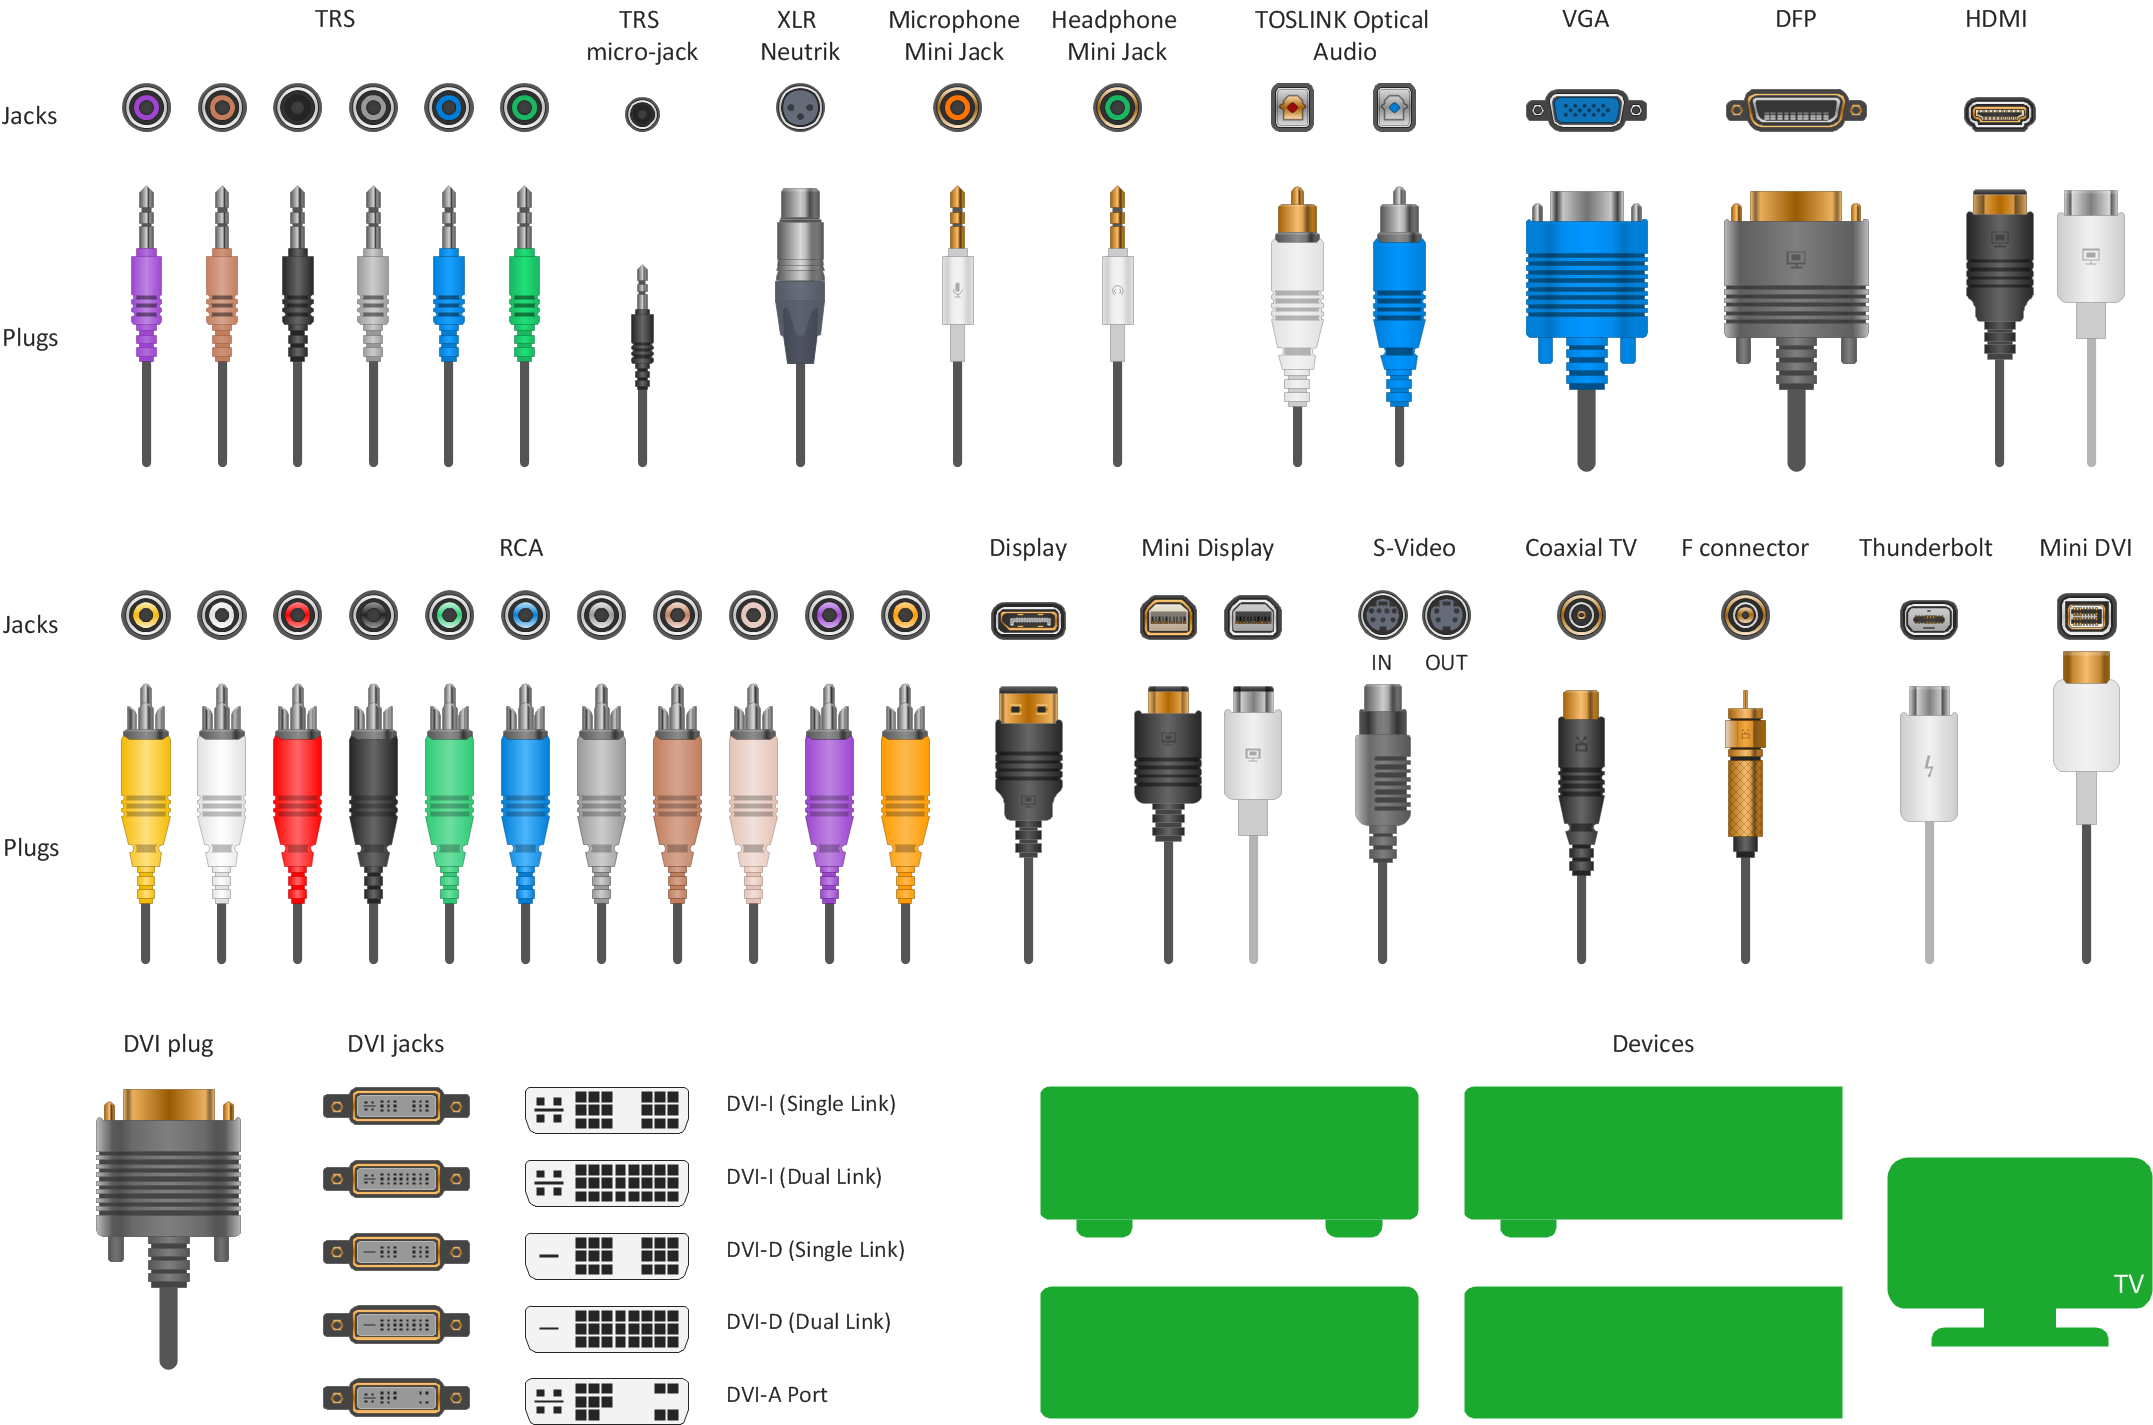 TRS
TRS
micro-jack
XLR
Neutrik
Microphone
Mini Jack
Headphone
Mini Jack
TOSLINK Optical
Audio
VGA
DFP
HDMI
Jacks
Plugs
RCA
Display
Mini Display
S-Video
Coaxial TV
F connector
Thunderbolt
Mini DVI
Jacks
IN
OUT
Plugs
DVI plug
DVI jacks
Devices
DVI-I (Single Link)
DVI-I (Dual Link)
DVI-D (Single Link)
DVI-D (Dual Link)
DVI-A Port
TV